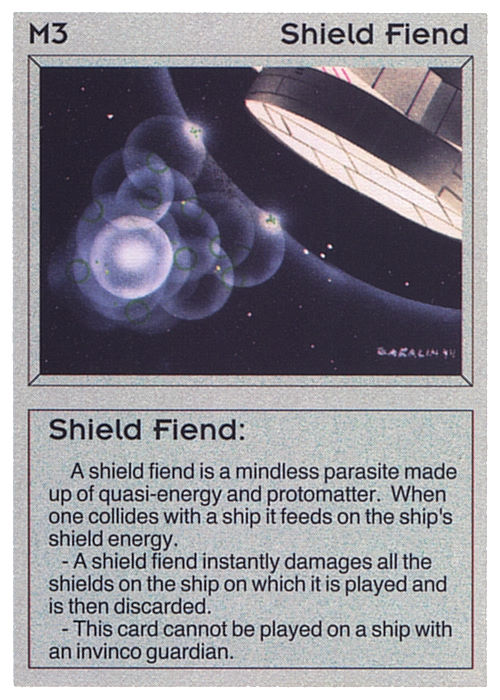 M3 Shield Fiend
BARALIN 94
Shield Fiend:
A shield fiend is a mindless parasite made
up of quasi-energy and protomatter.  When
one collides with a ship it feeds on the ship's
shield energy.
- A shield fiend instantly damages all the
shields on the ship on which it is played and
is then discarded.
- This card cannot be played on a ship with
an invinco guardian.